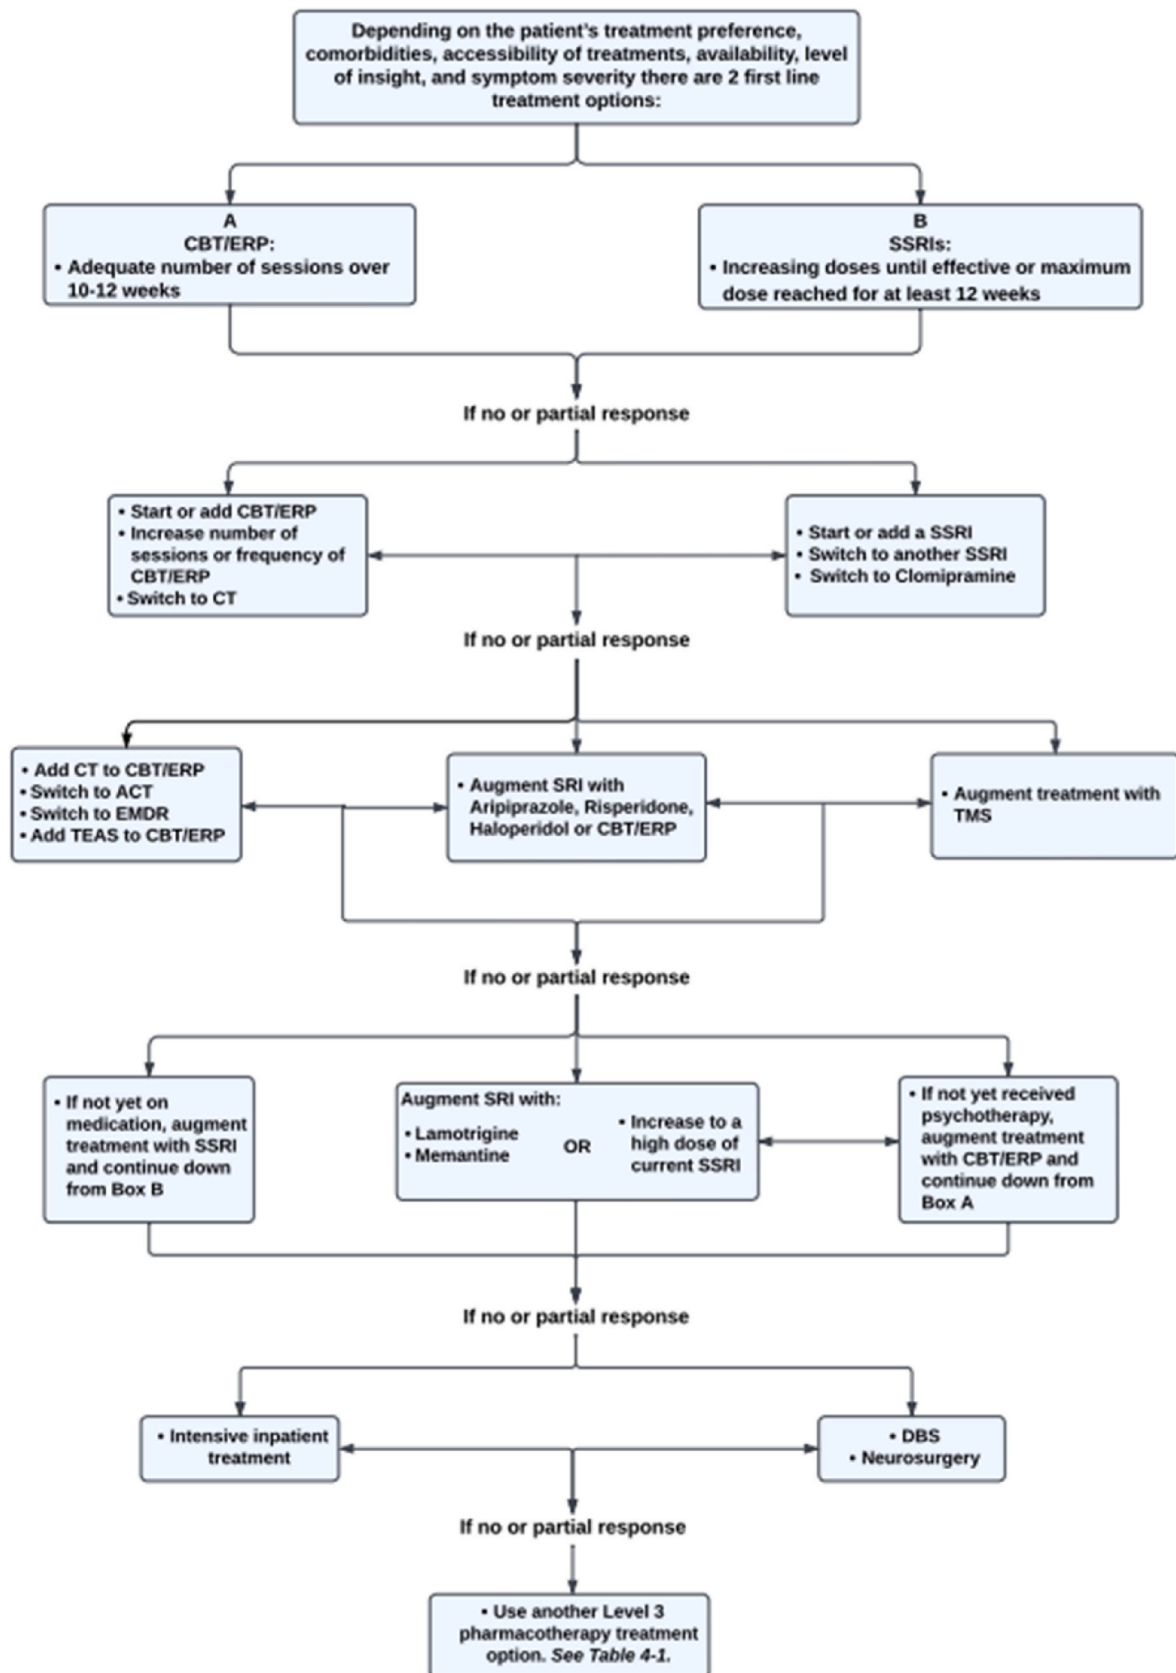 Depending on the patient's treatment preference,
comorbidities, accessibility of treatments, availability, level
of insight, and symptom severity there are 2 first line
treatment options:
A
CBT/ERP:
• Adequate number of sessions over
10-12 weeks
B
SSRIs:
• Increasing doses until effective or maximum
dose reached for at least 12 weeks
If no or partial response
• Start or add CBT/ERP
• Increase number of
sessions or frequency of
CBT/ERP
• Switch to CT
• Start or add a SSRI
• Switch to another SSRI
• Switch to Clomipramine
If no or partial response
• Add CT to CBT/ERP
• Switch to ACT
• Switch to EMDR
• Add TEAS to CBT/ERP
• Augment SRI with
Aripiprazole, Risperidone,
Haloperidol or CBT/ERP
• Augment treatment with
TMS
If no or partial response
• If not yet on
medication, augment
treatment with SSRI
and continue down
from Box B
Augment SRI with:
• Lamotrigine
• Memantine
OR
• Increase to a
high dose of
current SSRI
• If not yet received
psychotherapy,
augment treatment
with CBT/ERP and
continue down from
Box A
If no or partial response
• Intensive inpatient
treatment
• DBS
• Neurosurgery
If no or partial response
• Use another Level 3
pharmacotherapy treatment
option. See Table 4-1.